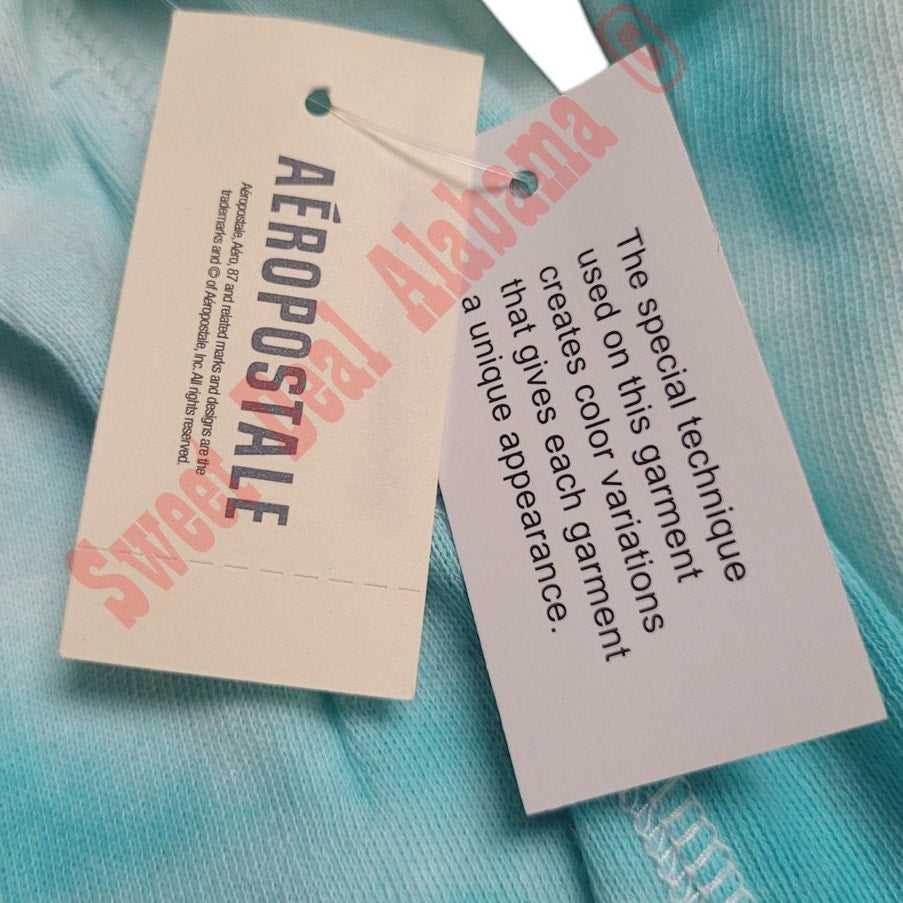 AÉROPOSTALE
Aéropostale, Aéro, 87 and related marks and designs are the
trademarks and © of Aéropostale, Inc. All rights reserved.
The special technique
used on this garment
creates color variations
that gives each garment
a unique appearance.
Sweet Deal Alabama ©